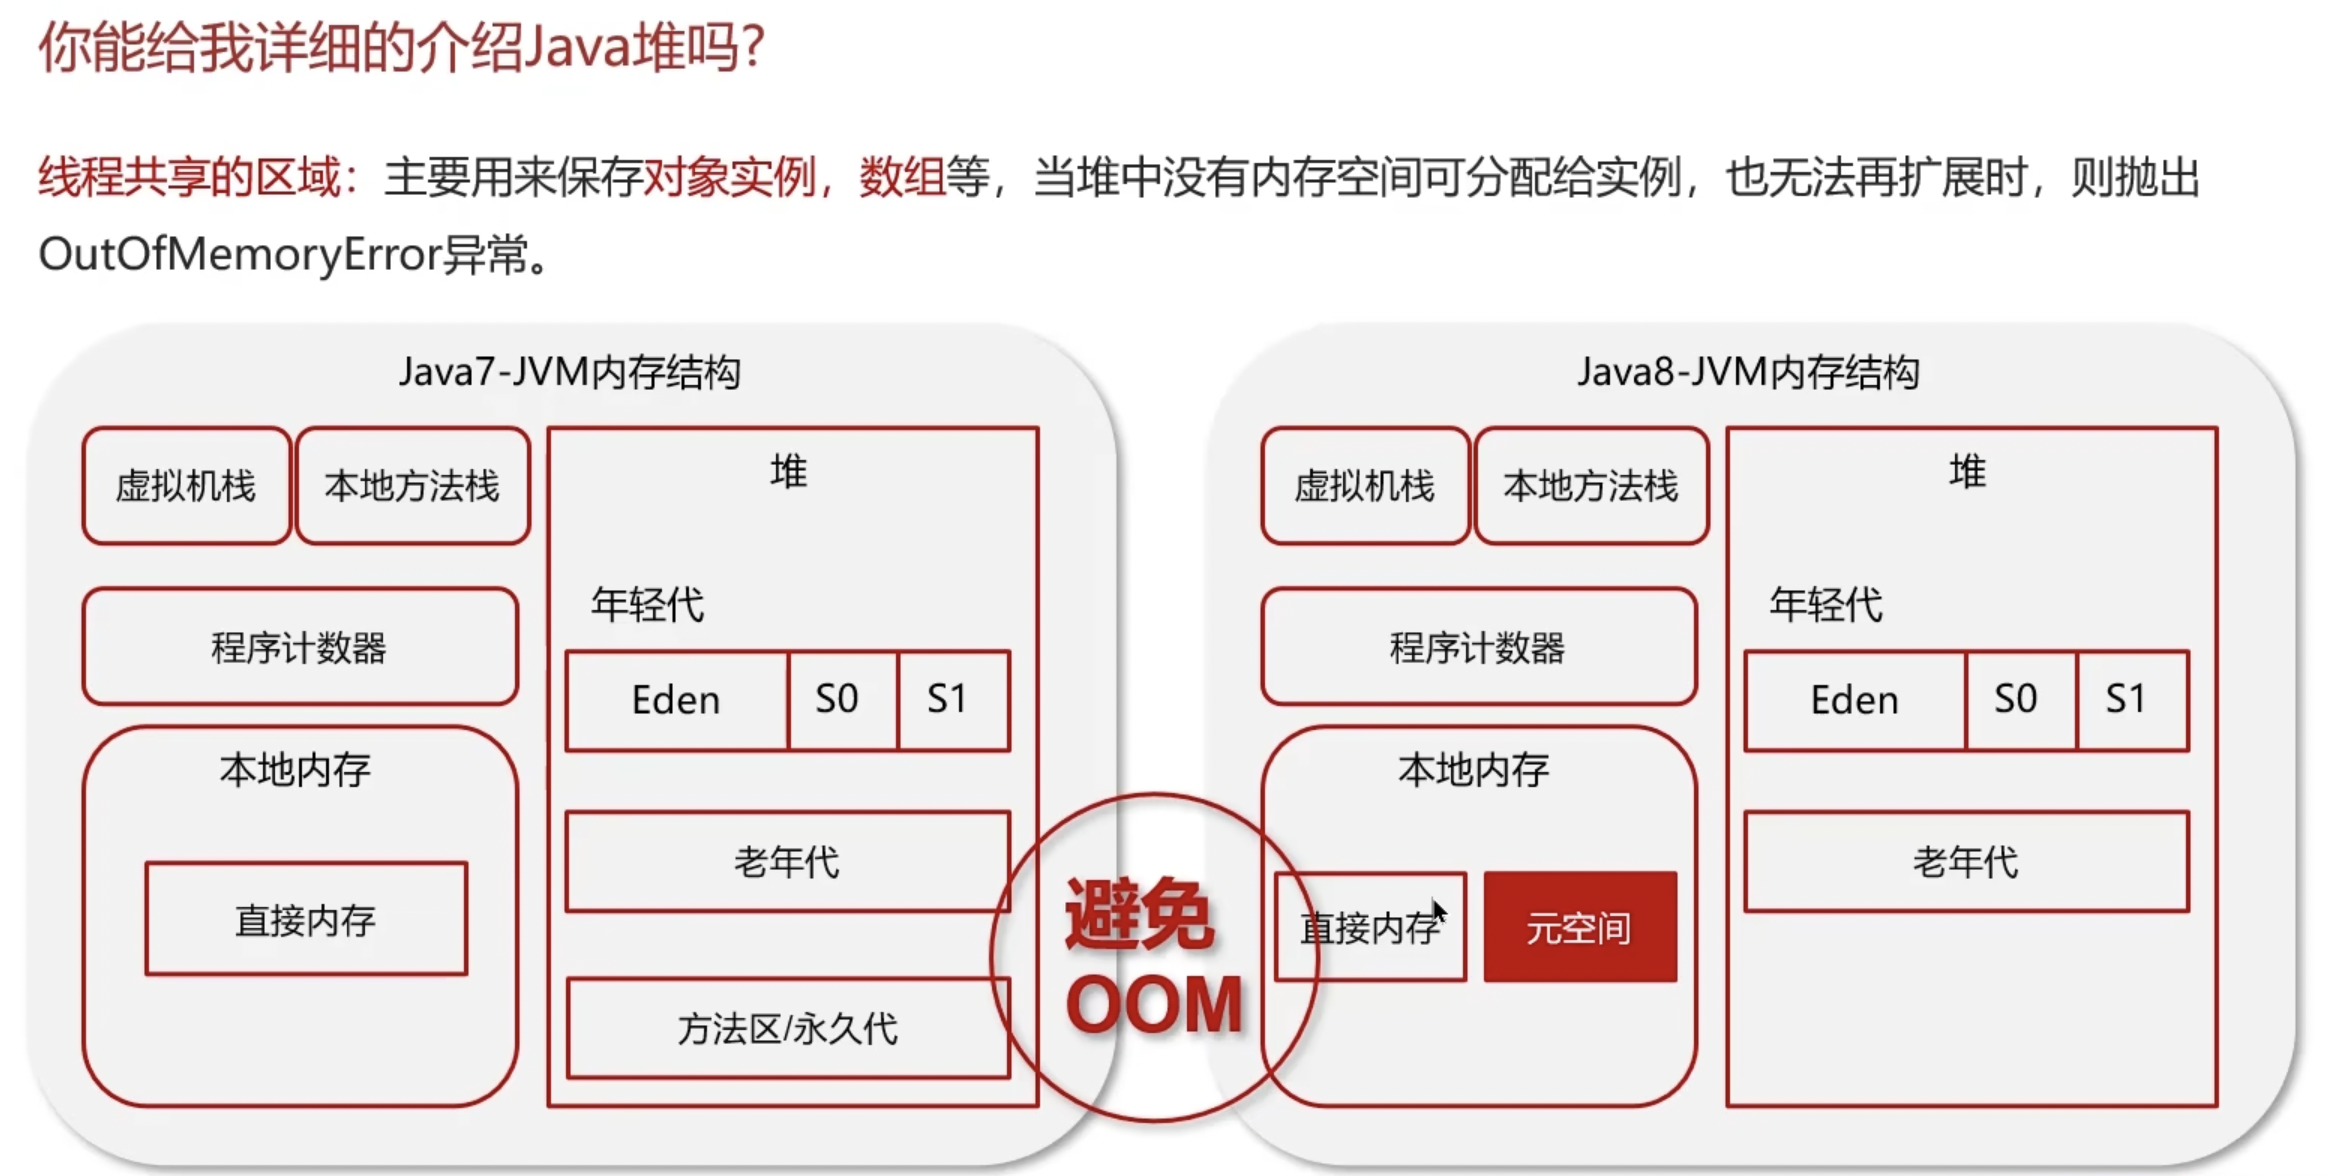 你能给我详细的介绍Java堆吗?
线程共享的区域：主要用来保存对象实例，数组等，当堆中没有内存空间可分配给实例，也无法再扩展时，则抛出
OutOfMemoryError异常。
Java7-JVM内存结构
虚拟机栈
本地方法栈
堆
程序计数器
年轻代
Eden
S0
S1
本地内存
直接内存
老年代
方法区/永久代
避免
OOM
Java8-JVM内存结构
虚拟机栈
本地方法栈
堆
程序计数器
年轻代
Eden
S0
S1
本地内存
直接内存
元空间
老年代